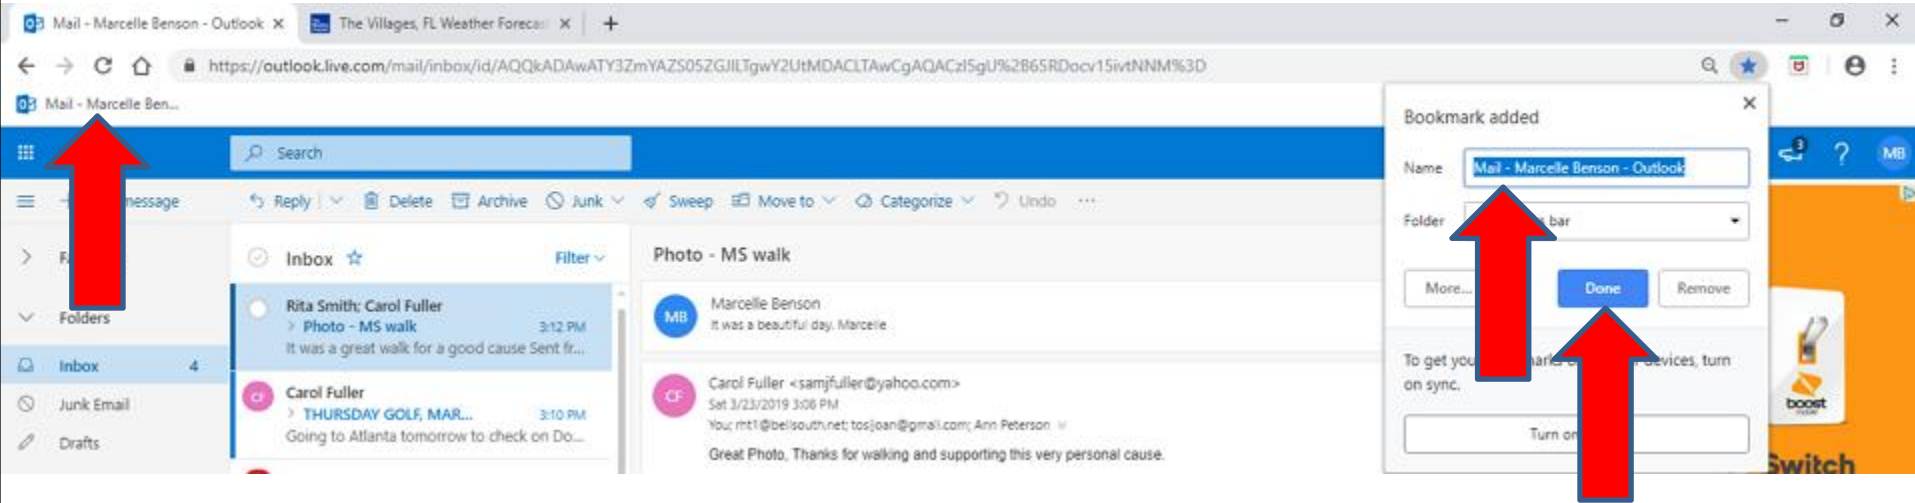 Mail - Marcelle Benson - Outlook
The Villages, FL Weather Forecas
https://outlook.live.com/mail/inbox/id/
Mail - Marcelle Ben...
Bookmark added
Search
3
?
MB
Name Mail - Marcelle Benson - Outlook
message
Reply
Delete
Archive
Junk
Sweep
Move to
Categorize
Undo
...
Folder bar
Inbox
Filter
Photo - MS walk
More...
Done
Remove
Folders
Rita Smith; Carol Fuller
> Photo - MS walk 3:12 PM
It was a great walk for a good cause Sent fr...
MB
Marcelle Benson
It was a beautiful day. Marcelle
Inbox 4
Junk Email
Drafts
CF
Carol Fuller
> THURSDAY GOLF, MAR... 3:10 PM
Going to Atlanta tomorrow to check on Do...
CF
Carol Fuller <samjfuller@yahoo.com>
Sat 3/23/2019 3:08 PM
You; rht1@bellsouth.net; tosjoan@gmail.com; Ann Peterson
Great Photo, Thanks for walking and supporting this very personal cause.
To get you devices, turn
on sync.
Turn on
boost
Switch